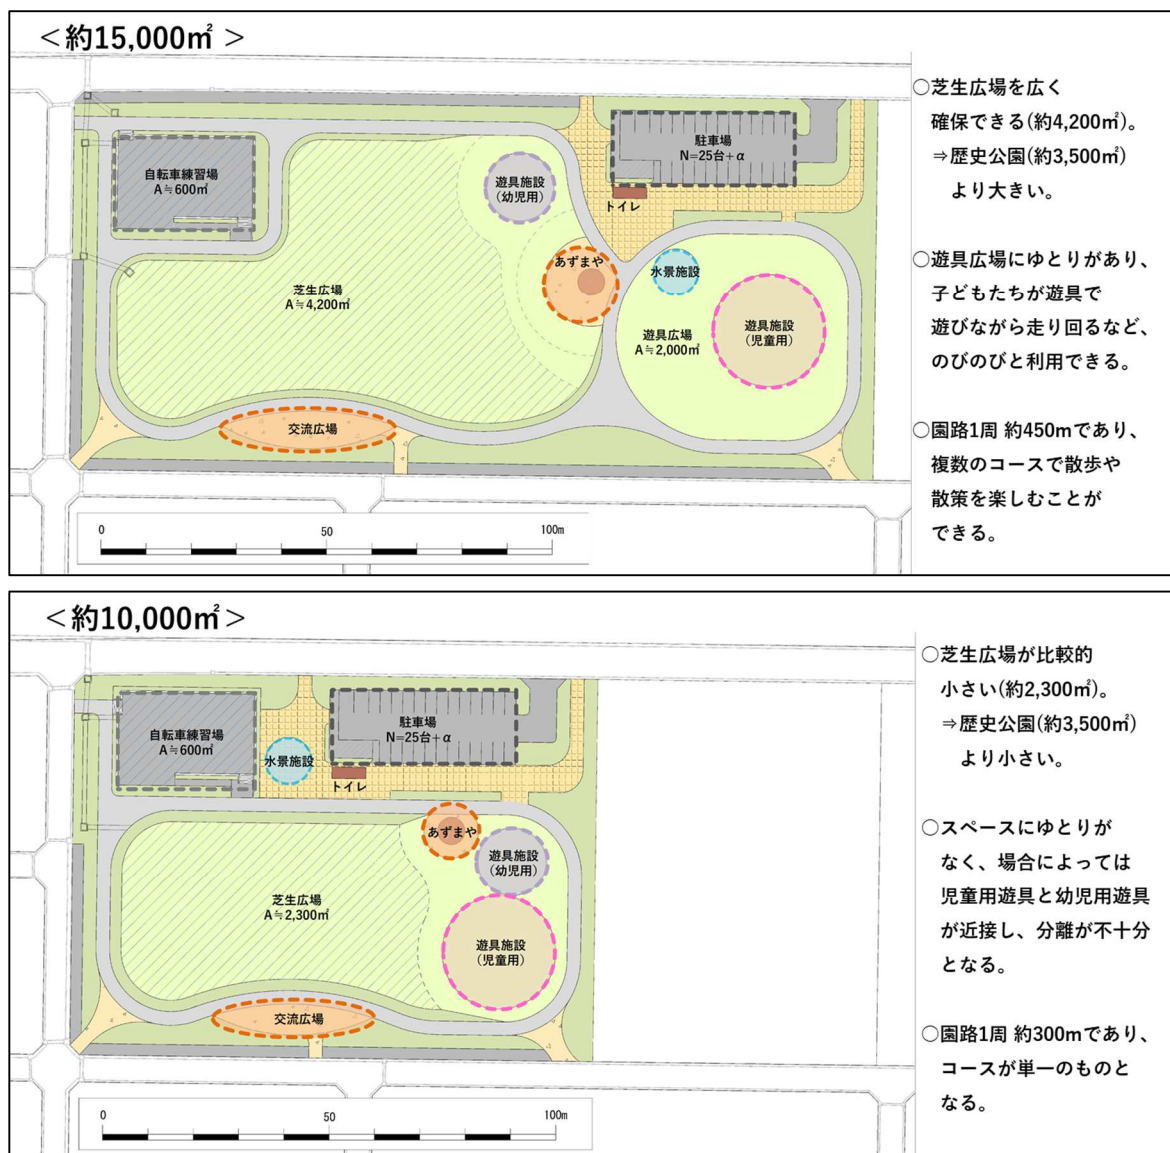 ＜約15,000㎡＞
自転車練習場
A≒600㎡
遊具施設
(幼児用)
駐車場
N=25台+α
トイレ
あずまや
水景施設
芝生広場
A≒4,200㎡
遊具広場
A≒2,000㎡
遊具施設
(児童用)
交流広場
0 50 100m
○芝生広場を広く
確保できる(約4,200㎡)。
⇒歴史公園(約3,500㎡)
より大きい。
○遊具広場にゆとりがあり、
子どもたちが遊具で
遊びながら走り回るなど、
のびのびと利用できる。
○園路1周 約450mであり、
複数のコースで散歩や
散策を楽しむことが
できる。
＜約10,000㎡＞
自転車練習場
A≒600㎡
水景施設
駐車場
N=25台+α
トイレ
あずまや
遊具施設
(幼児用)
芝生広場
A≒2,300㎡
遊具施設
(児童用)
交流広場
0 50 100m
○芝生広場が比較的
小さい(約2,300㎡)。
⇒歴史公園(約3,500㎡)
より小さい。
○スペースにゆとりが
なく、場合によっては
児童用遊具と幼児用遊具
が近接し、分離が不十分
となる。
○園路1周 約300mであり、
コースが単一のものと
なる。